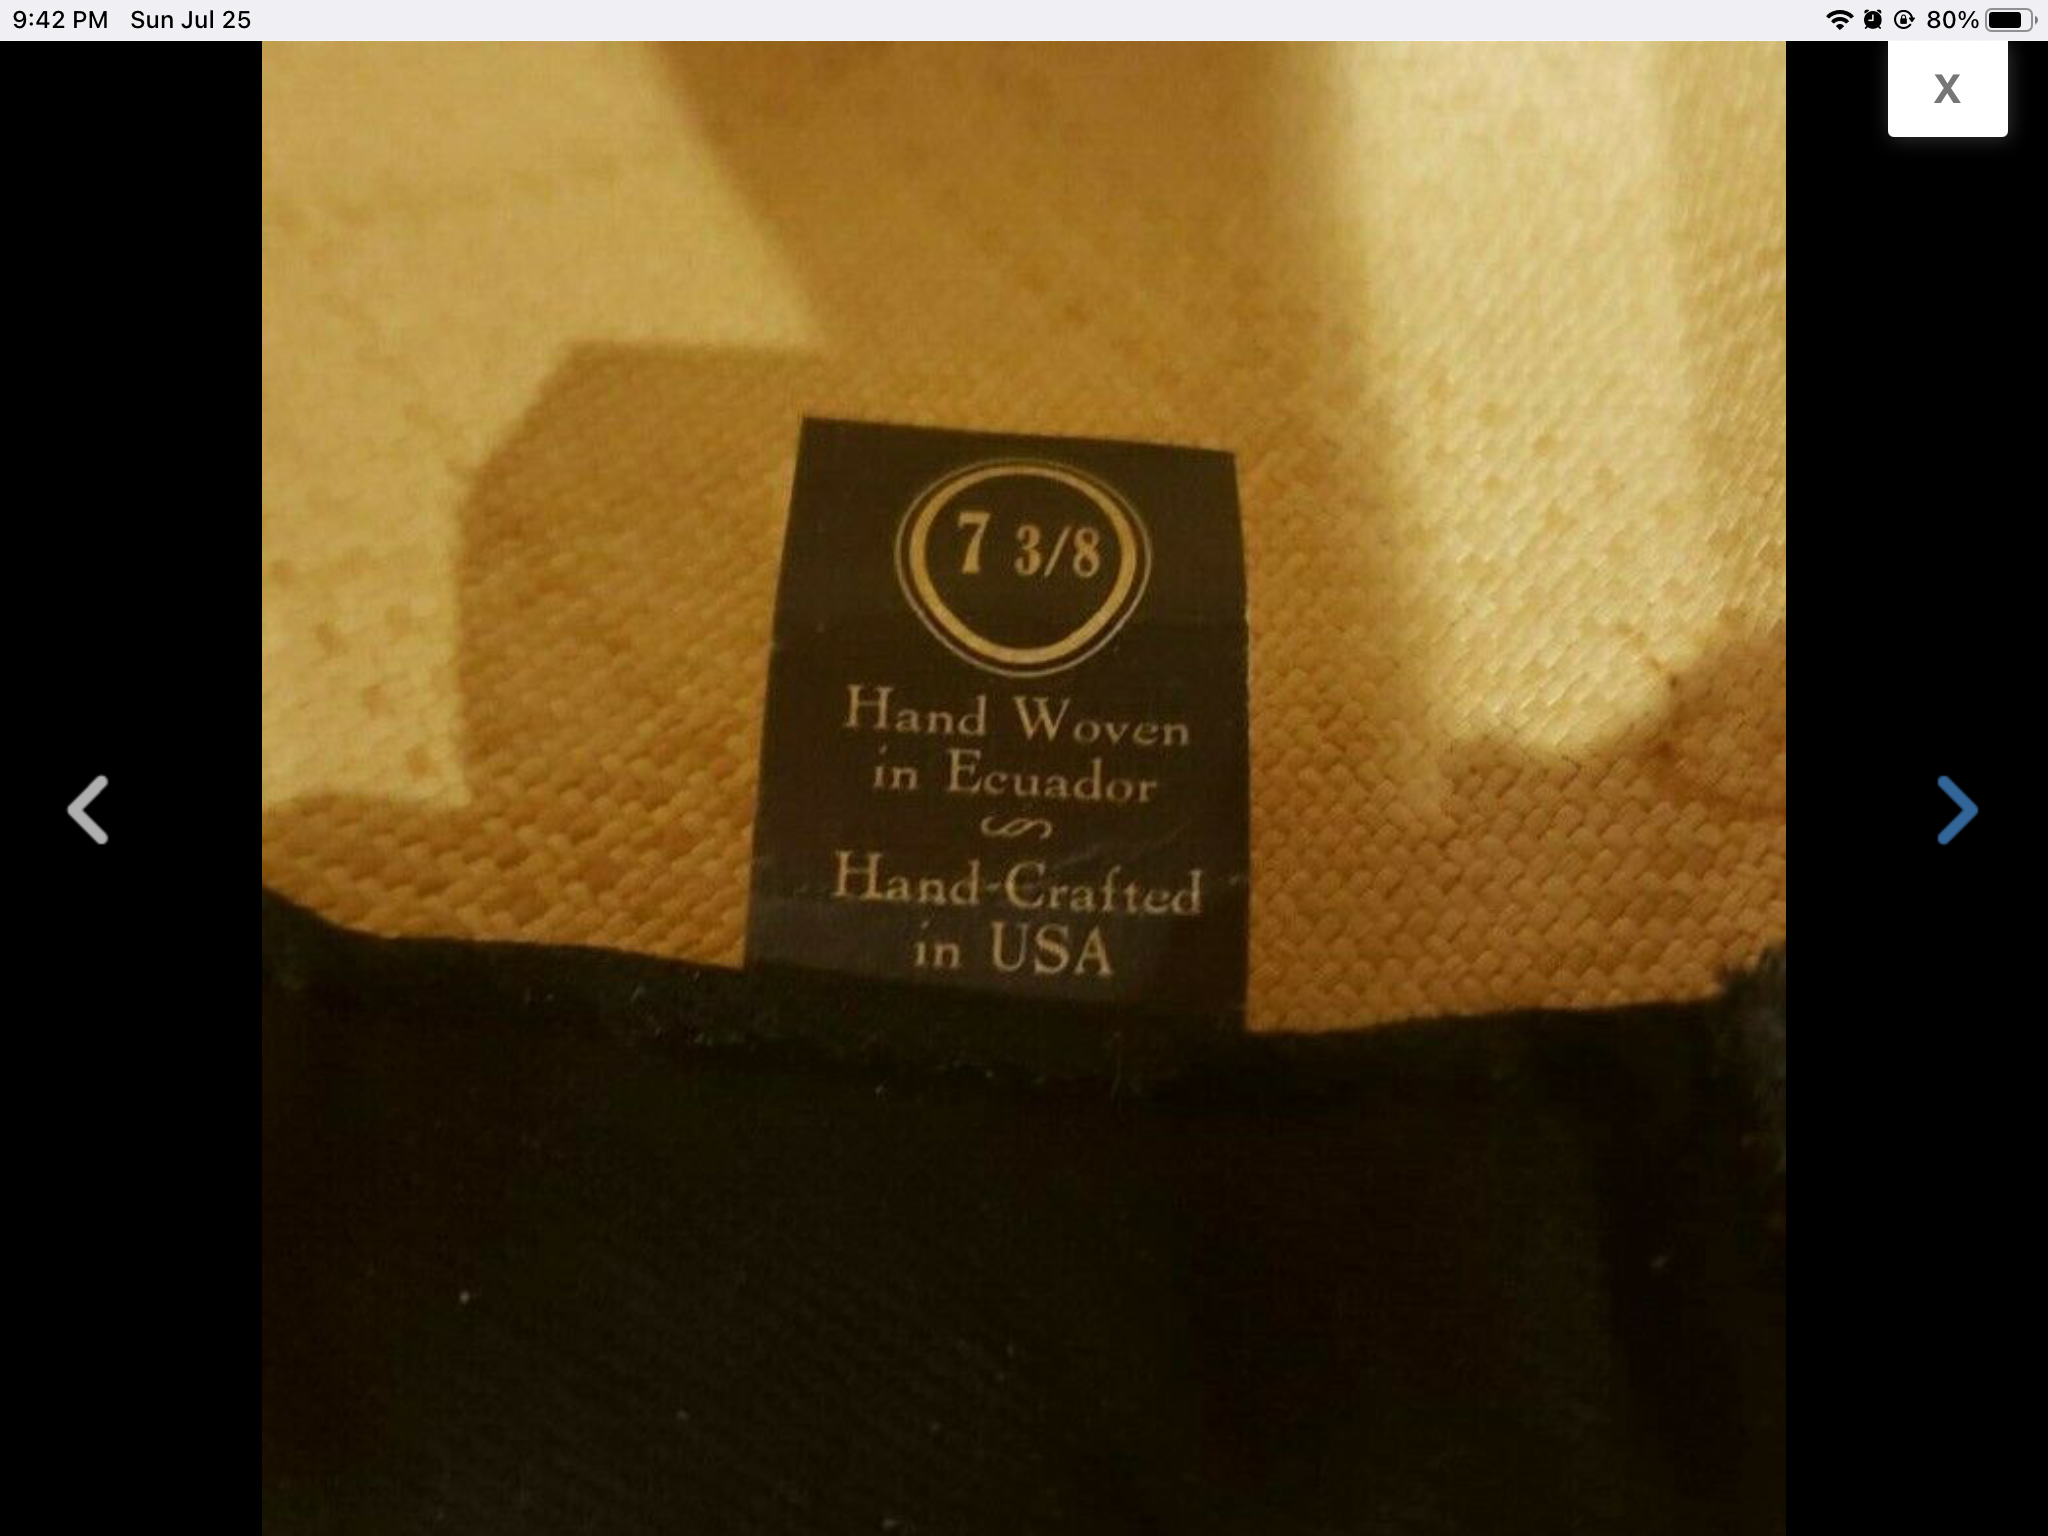 9:42 PM Sun Jul 25
80%
X
7 3/8
Hand Woven
in Ecuador
Hand-Crafted
in USA